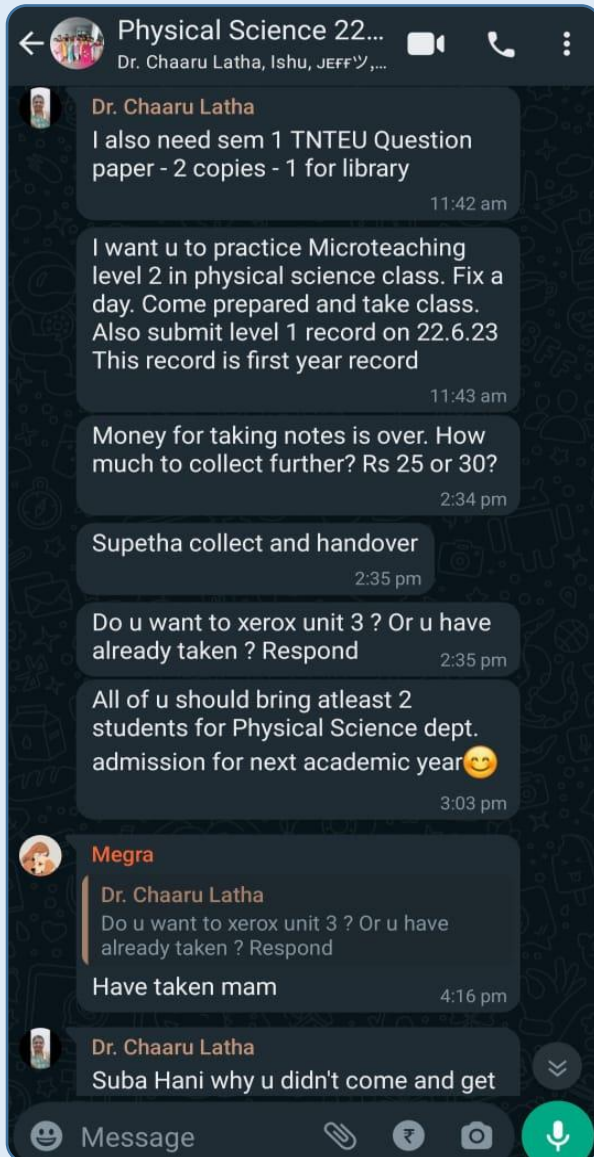 Physical Science 22...
Dr. Chaaru Latha, Ishu, ᴊᴇғғツ,...
Dr. Chaaru Latha
I also need sem 1 TNTEU Question
paper - 2 copies - 1 for library
11:42 am
I want u to practice Microteaching
level 2 in physical science class. Fix a
day. Come prepared and take class.
Also submit level 1 record on 22.6.23
This record is first year record
11:43 am
Money for taking notes is over. How
much to collect further? Rs 25 or 30?
2:34 pm
Supetha collect and handover
2:35 pm
Do u want to xerox unit 3 ? Or u have
already taken ? Respond 2:35 pm
All of u should bring atleast 2
students for Physical Science dept.
admission for next academic year😊
3:03 pm
Megra
Dr. Chaaru Latha
Do u want to xerox unit 3 ? Or u have
already taken ? Respond
Have taken mam 4:16 pm
Dr. Chaaru Latha
Suba Hani why u didn't come and get
Message ₹